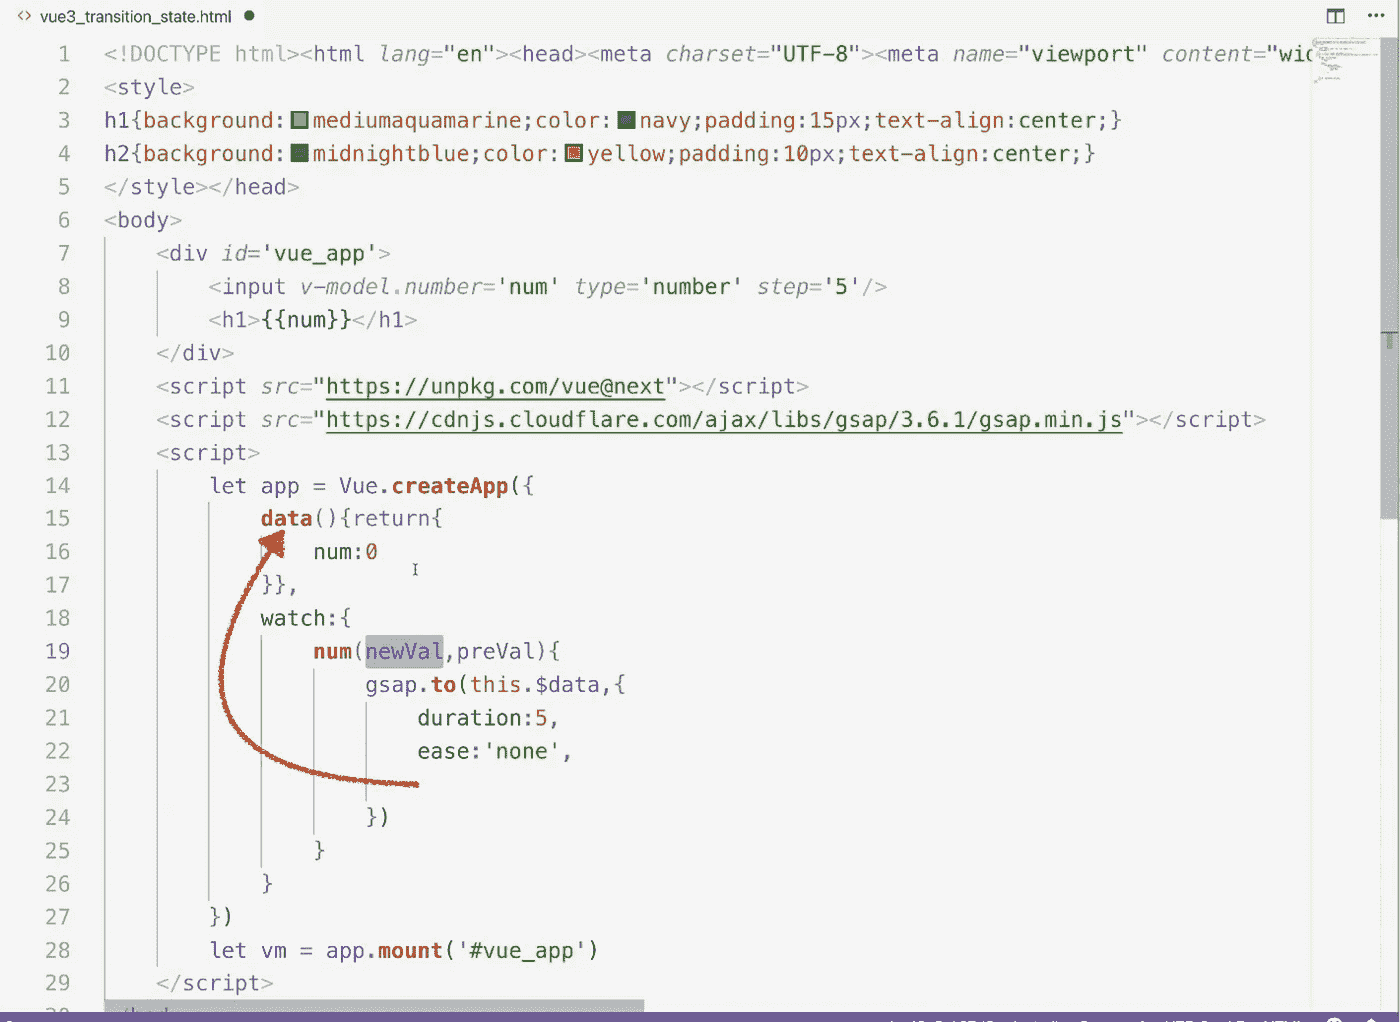 <> vue3_transition_state.html
1 <!DOCTYPE html><html lang="en"><head><meta charset="UTF-8"><meta name="viewport" content="wid
2 <style>
3 h1{background:mediumaquamarine;color:navy;padding:15px;text-align:center;}
4 h2{background:midnightblue;color:yellow;padding:10px;text-align:center;}
5 </style></head>
6 <body>
7 <div id='vue_app'>
8 <input v-model.number='num' type='number' step='5'/>
9 <h1>{{num}}</h1>
10 </div>
11 <script src="https://unpkg.com/vue@next"></script>
12 <script src="https://cdnjs.cloudflare.com/ajax/libs/gsap/3.6.1/gsap.min.js"></script>
13 <script>
14 let app = Vue.createApp({
15 data(){return{
16 num:0
17 }},
18 watch:{
19 num(newVal,preVal){
20 gsap.to(this.$data,{
21 duration:5,
22 ease:'none',
23
24 })
25 }
26 }
27 })
28 let vm = app.mount('#vue_app')
29 </script>